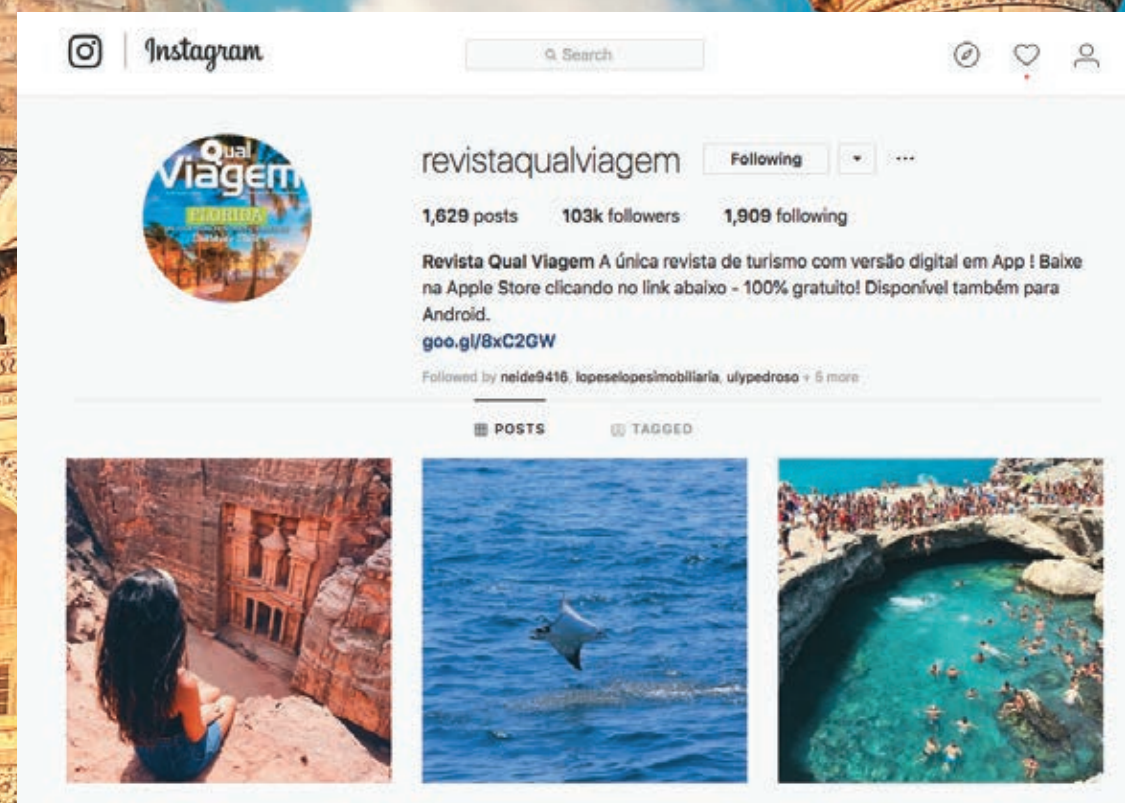 Instagram
Search
Qual
Viagem
FLORIDA
revistaqualviagem Following
1,629 posts 103k followers 1,909 following
Revista Qual Viagem A única revista de turismo com versão digital em App ! Baixe
na Apple Store clicando no link abaixo - 100% gratuito! Disponível também para
Android.
goo.gl/8xC2GW
Followed by neide9416, lopeselopesimobiliaria, ulypedroso + 6 more
POSTS TAGGED